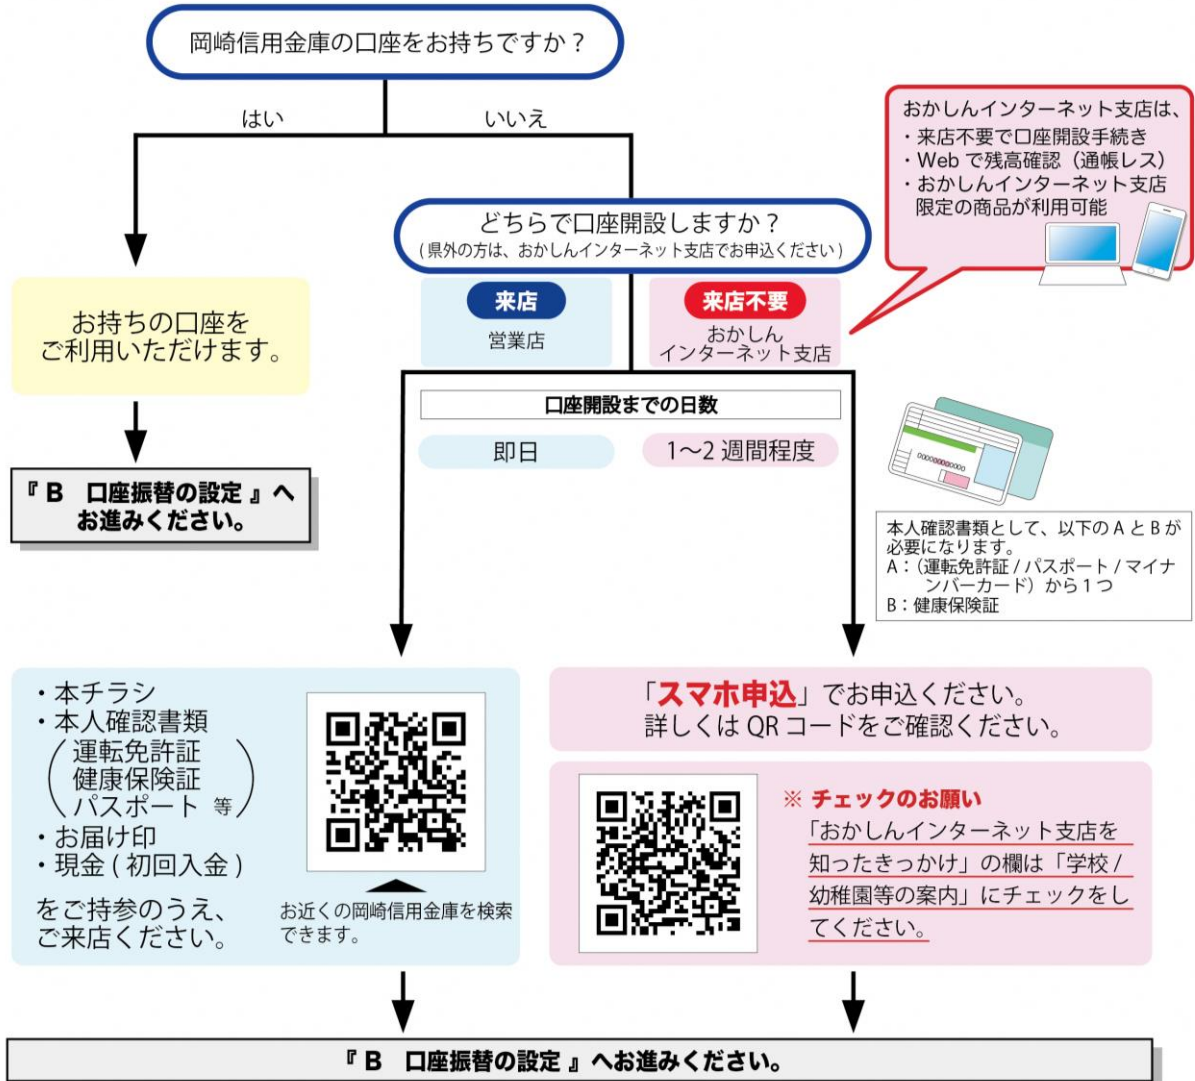 岡崎信用金庫の口座をお持ちですか？
はい
いいえ
おかしんインターネット支店は、
・来店不要で口座開設手続き
・Webで残高確認（通帳レス）
・おかしんインターネット支店
限定の商品が利用可能
どちらで口座開設しますか？
(県外の方は、おかしんインターネット支店でお申込ください)
来店
営業店
来店不要
おかしん
インターネット支店
お持ちの口座を
ご利用いただけます。
口座開設までの日数
即日
1～2週間程度
『 B　口座振替の設定 』へ
お進みください。
本人確認書類として、以下のAとBが
必要になります。
A：（運転免許証 / パスポート / マイナ
ンバーカード）から1つ
B：健康保険証
・本チラシ
・本人確認書類
運転免許証
健康保険証
パスポート 等
・お届け印
・現金 ( 初回入金 )
をご持参のうえ、
ご来店ください。
お近くの岡崎信用金庫を検索
できます。
「スマホ申込」でお申込ください。
詳しくは QR コードをご確認ください。
※ チェックのお願い
「おかしんインターネット支店を
知ったきっかけ」の欄は「学校 /
幼稚園等の案内」にチェックをし
てください。
『 B　口座振替の設定 』へお進みください。